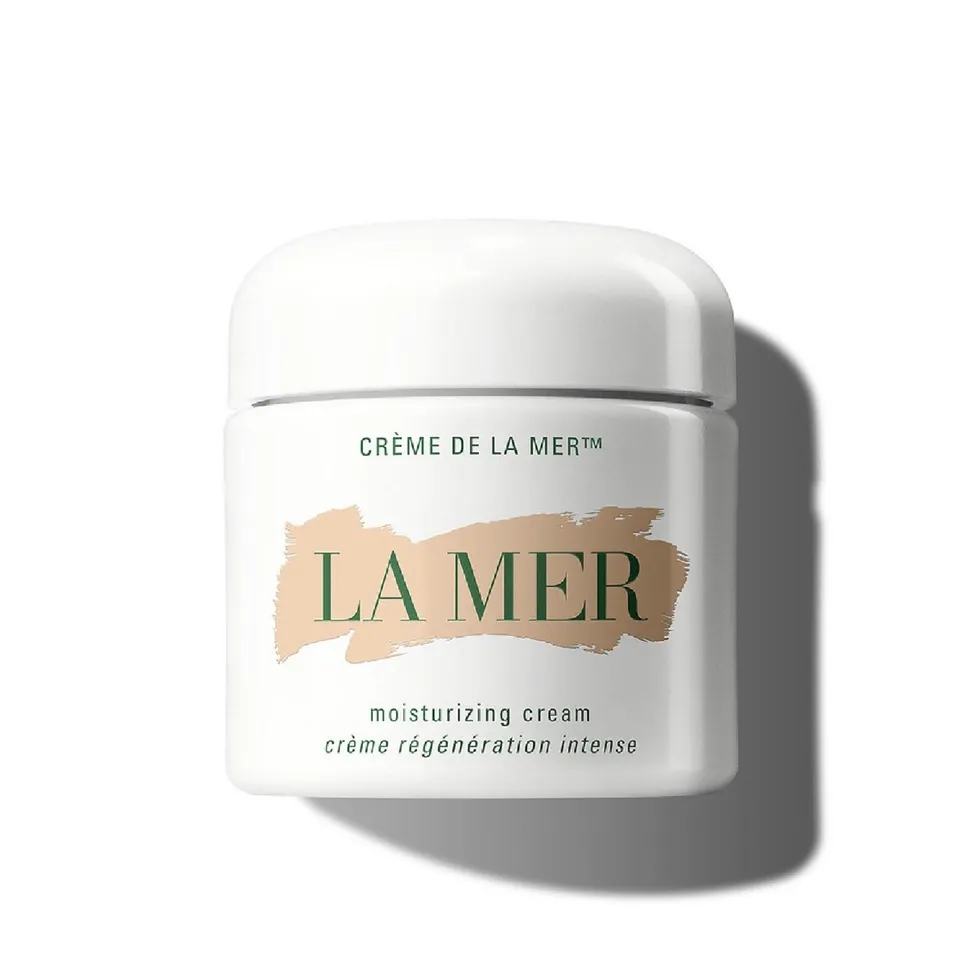 CRÈME DE LA MER™
LA MER
moisturizing cream
crème régénération intense